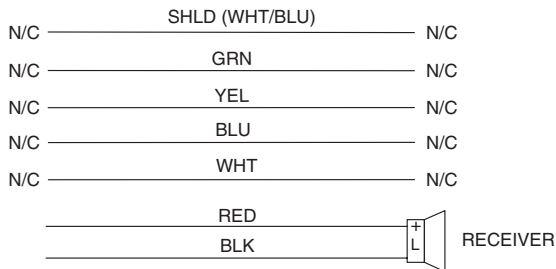 SHLD (WHT/BLU)
N/C N/C
GRN
N/C N/C
YEL
N/C N/C
BLU
N/C N/C
WHT
N/C N/C
RED
+
L
RECEIVER
BLK